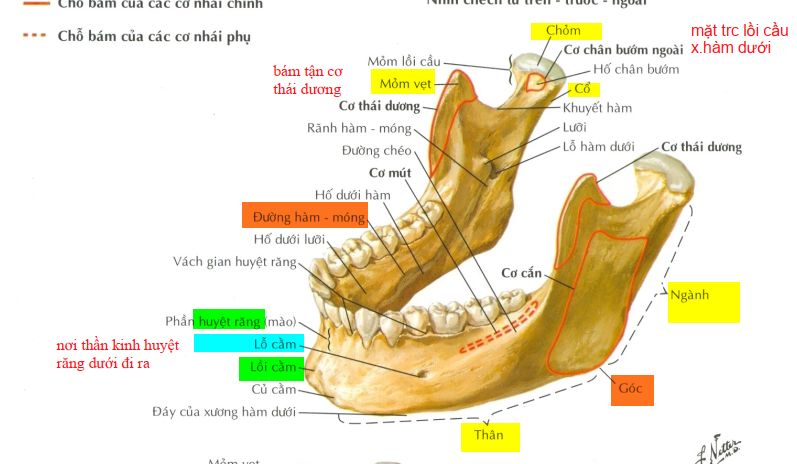 Chỗ bám của các cơ nhai chính
Nhìn chếch từ trên - trước - ngoài
Chỗ bám của các cơ nhái phụ
Chỏm
mặt trc lồi cầu
x.hàm dưới
Cơ chân bướm ngoài
Mỏm lồi cầu
Hố chân bướm
bám tận cơ
thái dương
Mỏm vẹt
Cổ
Cơ thái dương
Khuyết hàm
Rãnh hàm - móng
Lưỡi
Đường chéo
Lỗ hàm dưới
Cơ thái dương
Cơ mút
Hố dưới hàm
Đường hàm - móng
Hố dưới lưỡi
Vách gian huyệt răng
Cơ cắn
Ngành
Phần huyệt răng (mào)
nơi thần kinh huyệt
răng dưới đi ra
Lỗ cằm
Lồi cằm
Củ cằm
Góc
Đáy của xương hàm dưới
Thân
F. Netter
M.D.
Mỏm vẹt